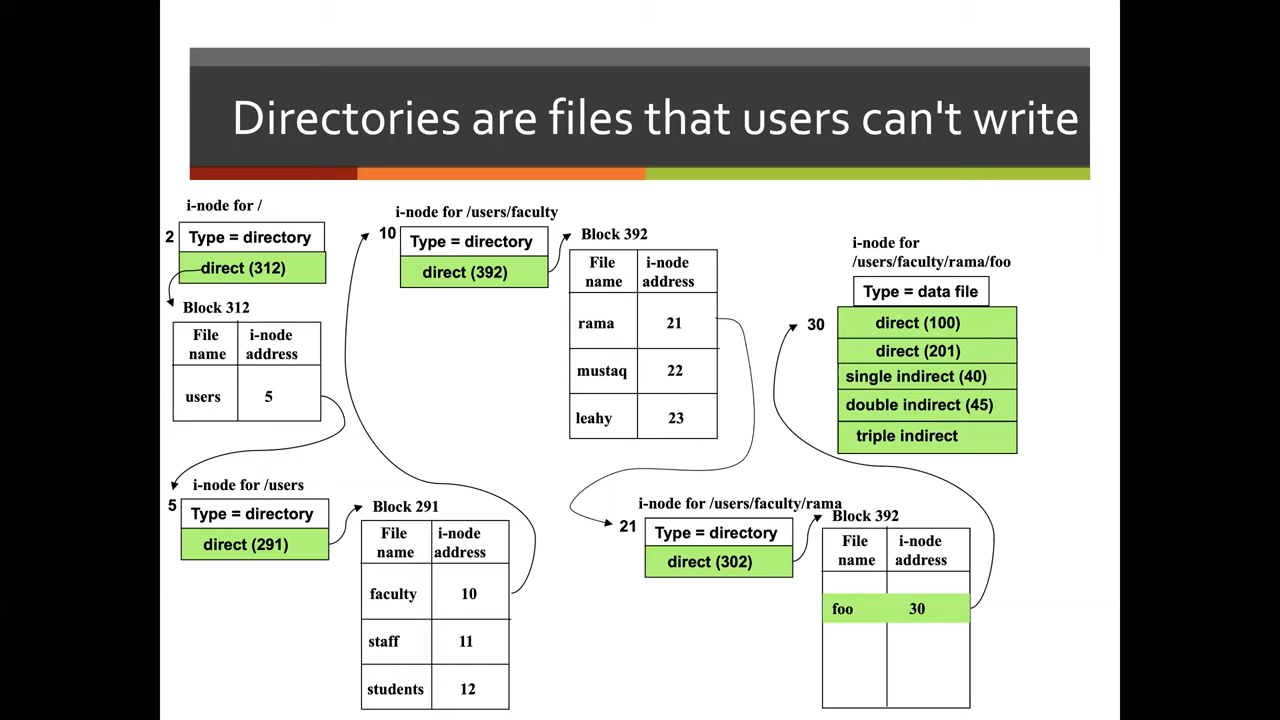 Directories are files that users can't write
i-node for /
2
Type = directory
direct (312)
Block 312
File name
i-node address
users
5
i-node for /users
5
Type = directory
direct (291)
Block 291
File name
i-node address
faculty
10
staff
11
students
12
i-node for /users/faculty
10
Type = directory
direct (392)
Block 392
File name
i-node address
rama
21
mustaq
22
leahy
23
i-node for /users/faculty/rama
21
Type = directory
direct (302)
Block 392
File name
i-node address
foo
30
i-node for
/users/faculty/rama/foo
Type = data file
30
direct (100)
direct (201)
single indirect (40)
double indirect (45)
triple indirect